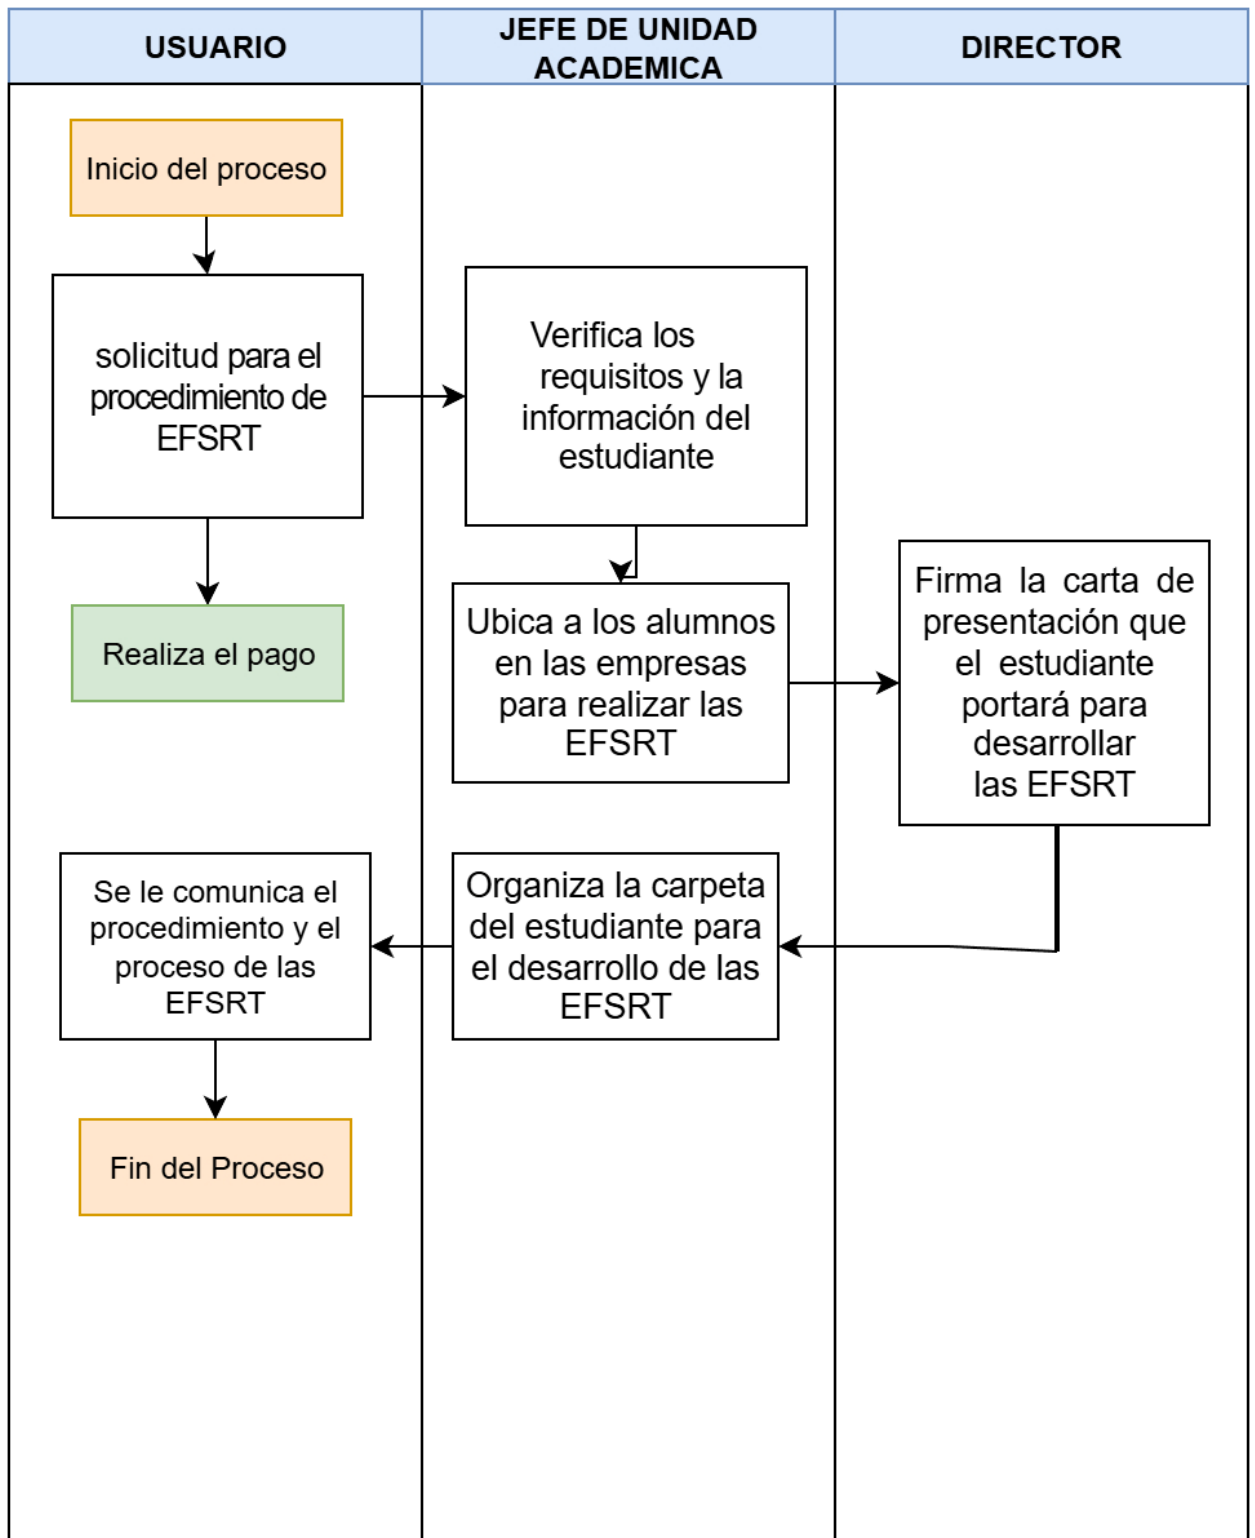 USUARIO
JEFE DE UNIDAD
ACADEMICA
DIRECTOR
Inicio del proceso
solicitud para el
procedimiento de
EFSRT
Verifica los
requisitos y la
información del
estudiante
Realiza el pago
Ubica a los alumnos
en las empresas
para realizar las
EFSRT
Firma la carta de
presentación que
el estudiante
portará para
desarrollar
las EFSRT
Organiza la carpeta
del estudiante para
el desarrollo de las
EFSRT
Se le comunica el
procedimiento y el
proceso de las
EFSRT
Fin del Proceso